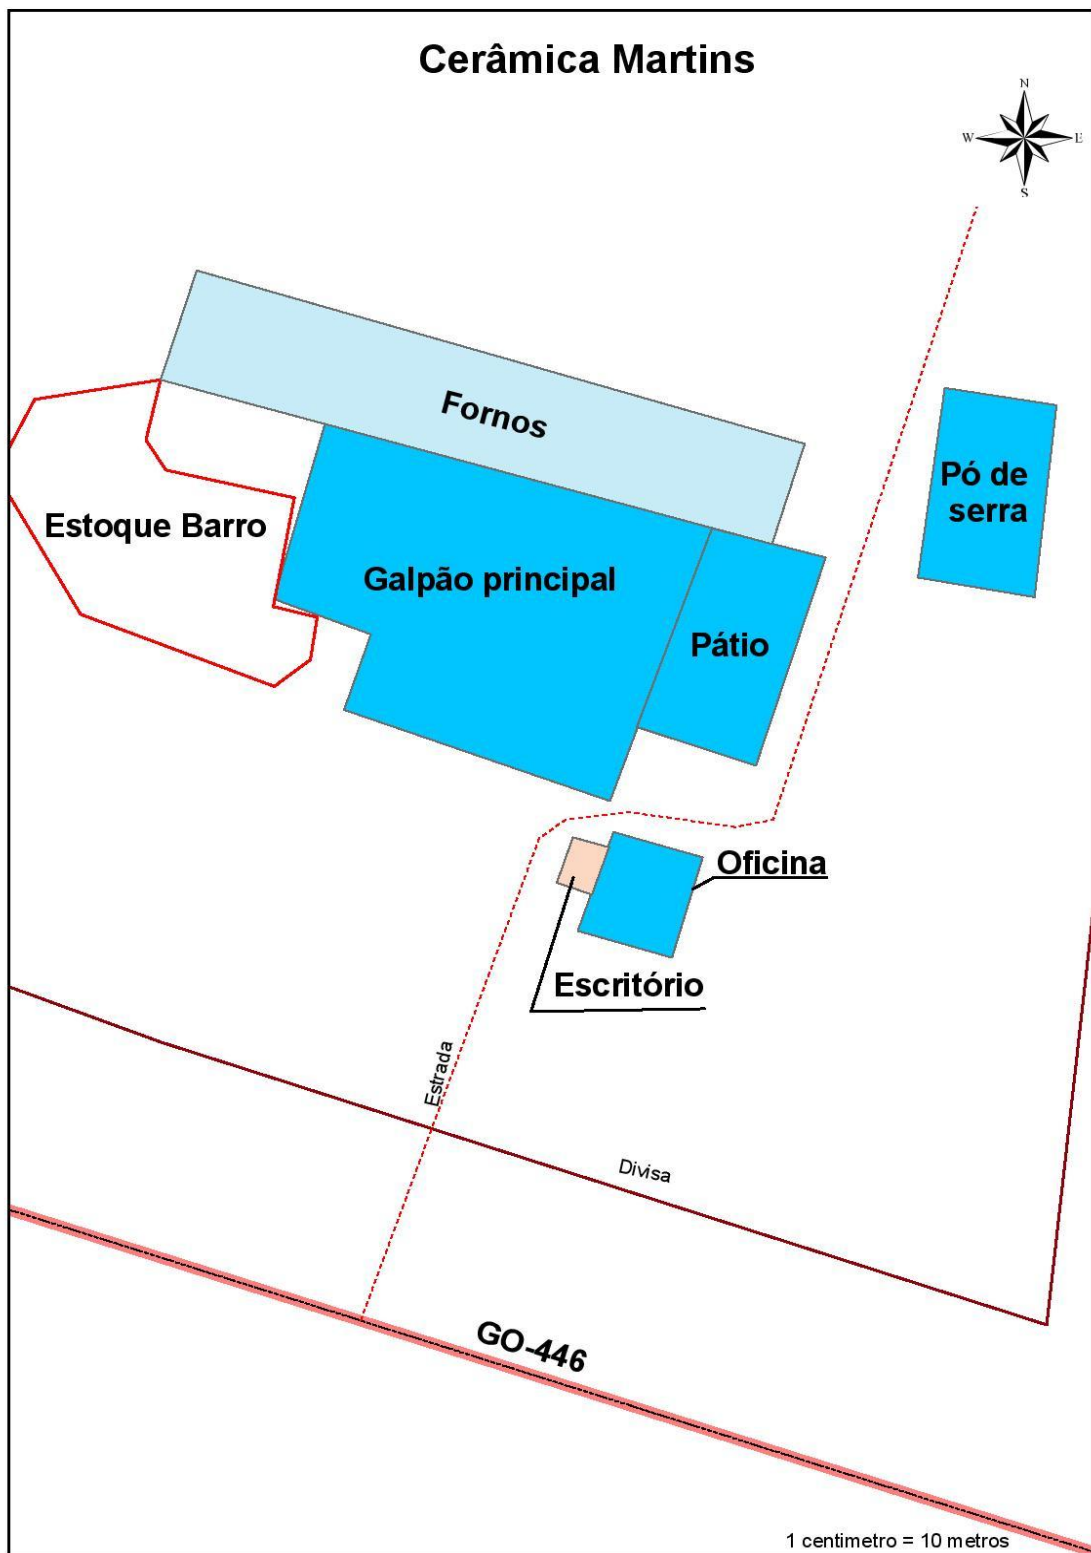 Cerâmica Martins
N
W
E
S
Fornos
Pó de
serra
Estoque Barro
Galpão principal
Pátio
Oficina
Escritório
Estrada
Divisa
GO-446
1 centimetro = 10 metros